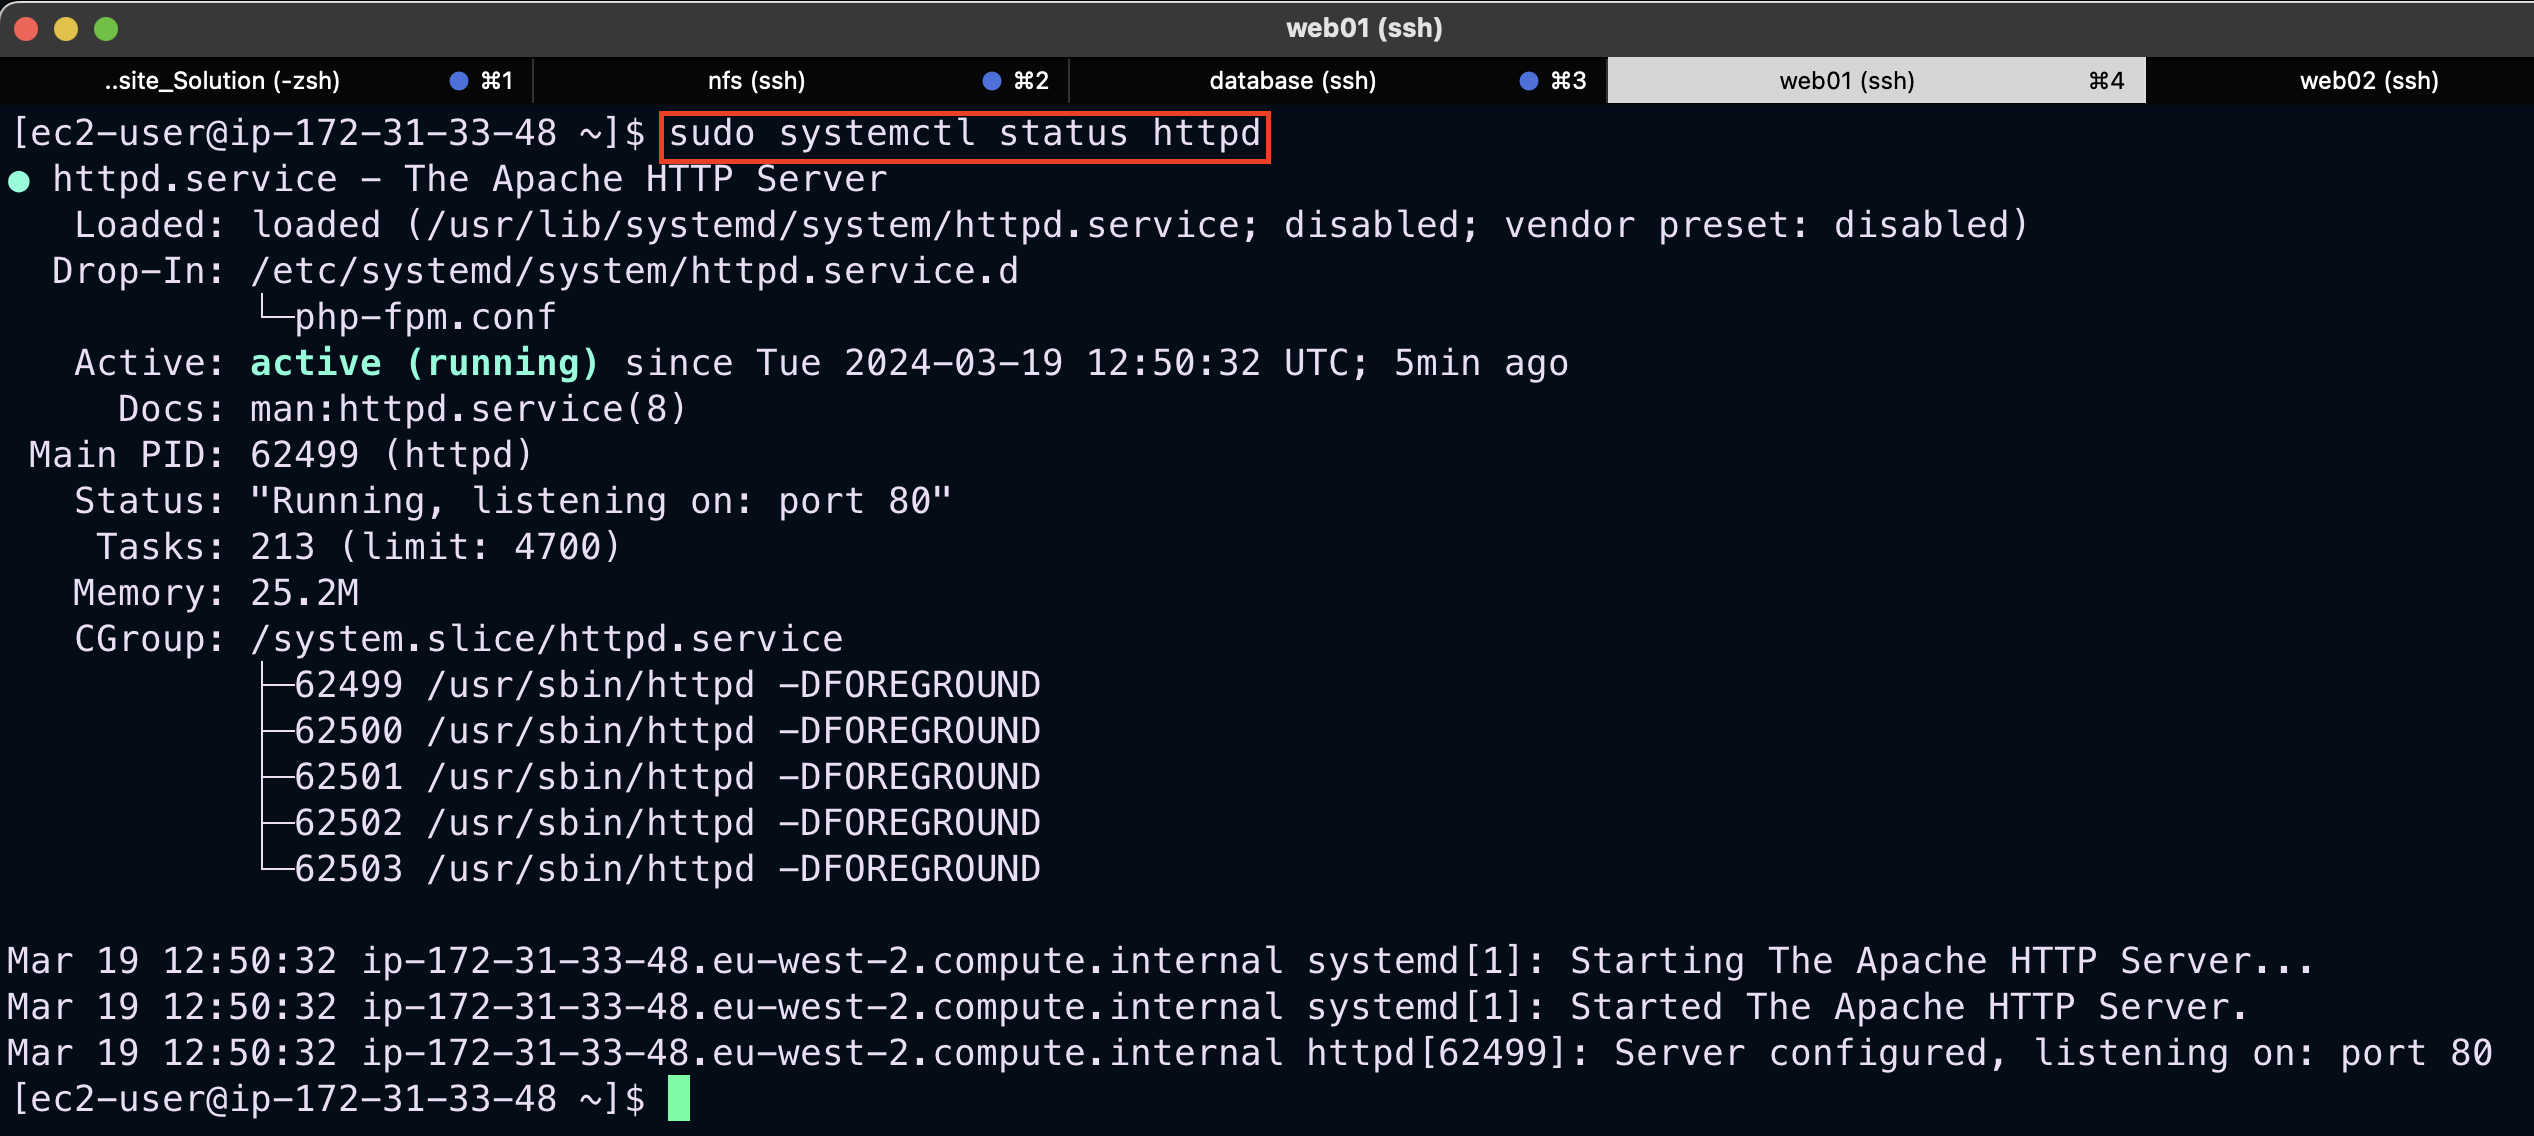 web01 (ssh)
..site_Solution (-zsh) ⌘1 nfs (ssh) ⌘2 database (ssh) ⌘3 web01 (ssh) ⌘4 web02 (ssh)
[ec2-user@ip-172-31-33-48 ~]$ sudo systemctl status httpd
● httpd.service - The Apache HTTP Server
   Loaded: loaded (/usr/lib/systemd/system/httpd.service; disabled; vendor preset: disabled)
  Drop-In: /etc/systemd/system/httpd.service.d
           └─php-fpm.conf
   Active: active (running) since Tue 2024-03-19 12:50:32 UTC; 5min ago
     Docs: man:httpd.service(8)
 Main PID: 62499 (httpd)
   Status: "Running, listening on: port 80"
    Tasks: 213 (limit: 4700)
   Memory: 25.2M
   CGroup: /system.slice/httpd.service
           ├─62499 /usr/sbin/httpd -DFOREGROUND
           ├─62500 /usr/sbin/httpd -DFOREGROUND
           ├─62501 /usr/sbin/httpd -DFOREGROUND
           ├─62502 /usr/sbin/httpd -DFOREGROUND
           └─62503 /usr/sbin/httpd -DFOREGROUND
Mar 19 12:50:32 ip-172-31-33-48.eu-west-2.compute.internal systemd[1]: Starting The Apache HTTP Server...
Mar 19 12:50:32 ip-172-31-33-48.eu-west-2.compute.internal systemd[1]: Started The Apache HTTP Server.
Mar 19 12:50:32 ip-172-31-33-48.eu-west-2.compute.internal httpd[62499]: Server configured, listening on: port 80
[ec2-user@ip-172-31-33-48 ~]$